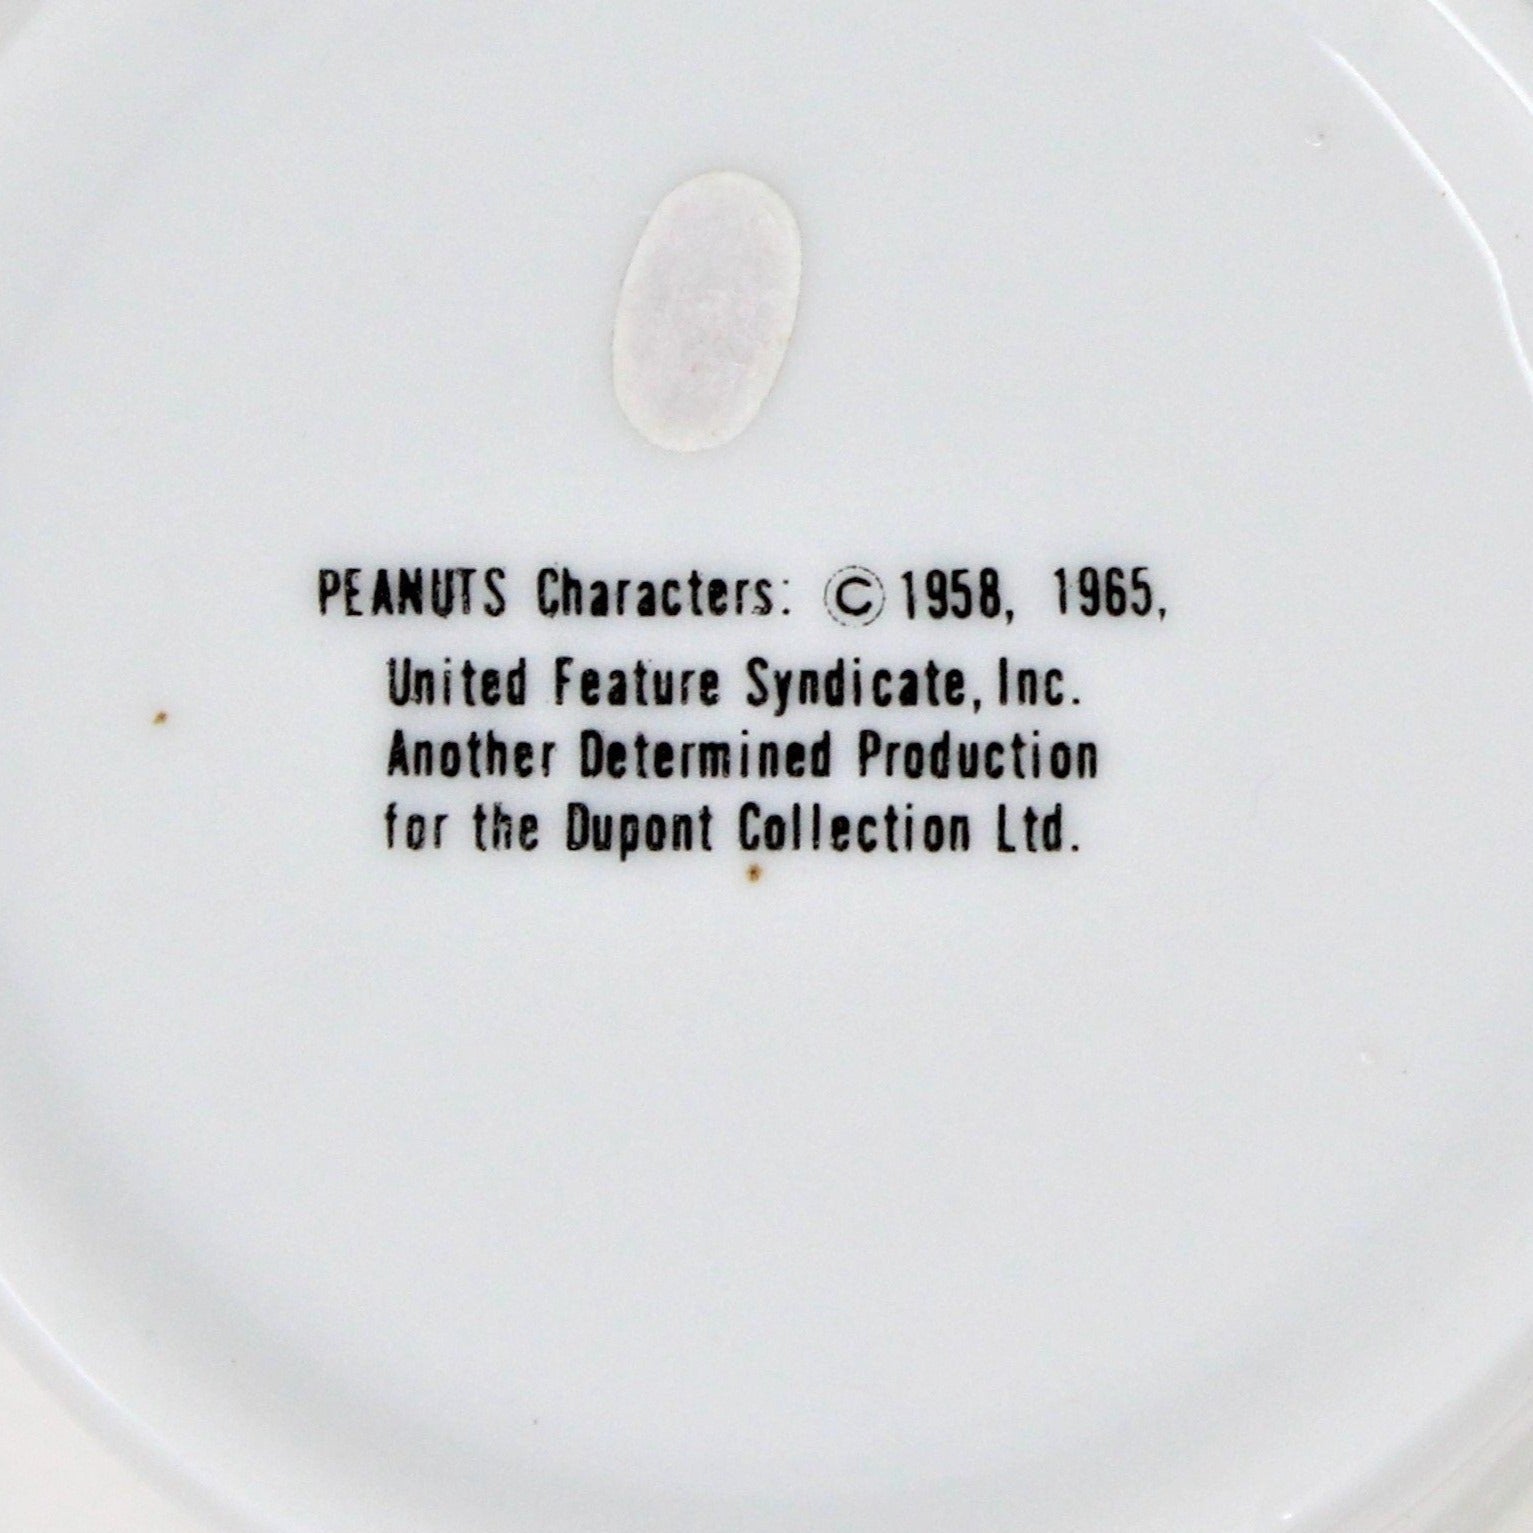 PEANUTS Characters: © 1958, 1965,
United Feature Syndicate, Inc.
Another Determined Production
for the Dupont Collection Ltd.